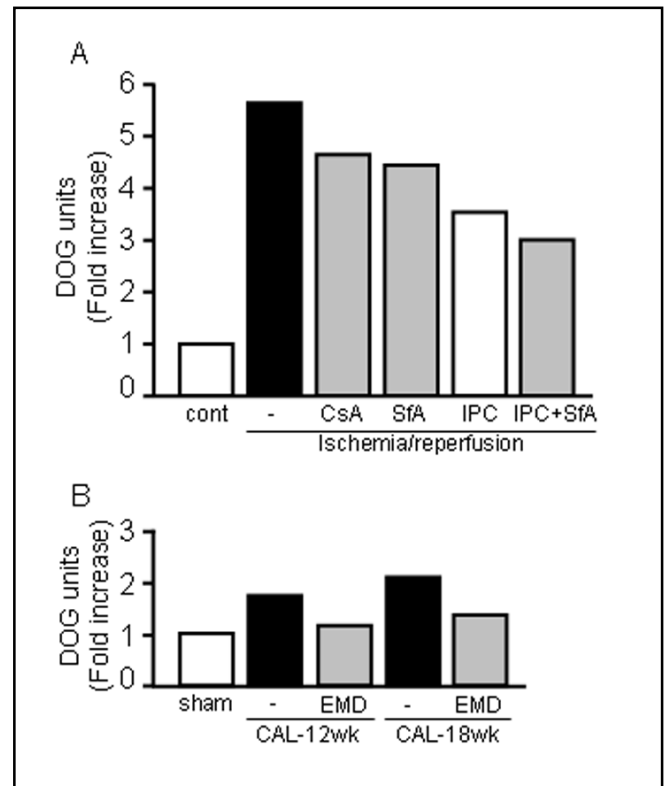 A
DOG units
(Fold increase)
6
5
4
3
2
1
0
cont - CsA SfA IPC IPC+SfA
Ischemia/reperfusion
B
DOG units
(Fold increase)
3
2
1
0
sham - EMD - EMD
CAL-12wk CAL-18wk